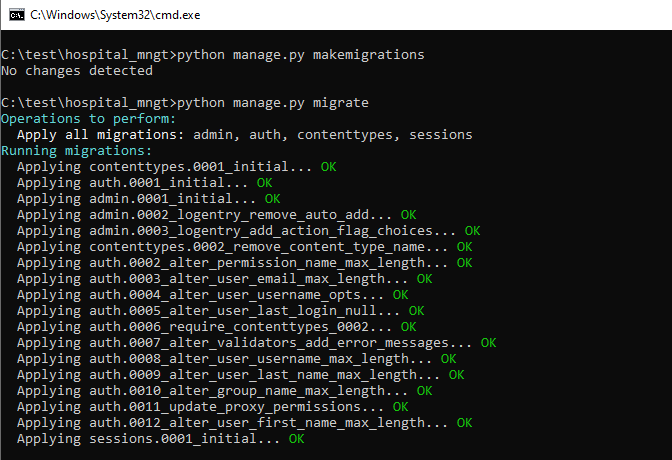 C:\Windows\System32\cmd.exe
C:\test\hospital_mngt>python manage.py makemigrations
No changes detected
C:\test\hospital_mngt>python manage.py migrate
Operations to perform:
  Apply all migrations: admin, auth, contenttypes, sessions
Running migrations:
  Applying contenttypes.0001_initial... OK
  Applying auth.0001_initial... OK
  Applying admin.0001_initial... OK
  Applying admin.0002_logentry_remove_auto_add... OK
  Applying admin.0003_logentry_add_action_flag_choices... OK
  Applying contenttypes.0002_remove_content_type_name... OK
  Applying auth.0002_alter_permission_name_max_length... OK
  Applying auth.0003_alter_user_email_max_length... OK
  Applying auth.0004_alter_user_username_opts... OK
  Applying auth.0005_alter_user_last_login_null... OK
  Applying auth.0006_require_contenttypes_0002... OK
  Applying auth.0007_alter_validators_add_error_messages... OK
  Applying auth.0008_alter_user_username_max_length... OK
  Applying auth.0009_alter_user_last_name_max_length... OK
  Applying auth.0010_alter_group_name_max_length... OK
  Applying auth.0011_update_proxy_permissions... OK
  Applying auth.0012_alter_user_first_name_max_length... OK
  Applying sessions.0001_initial... OK